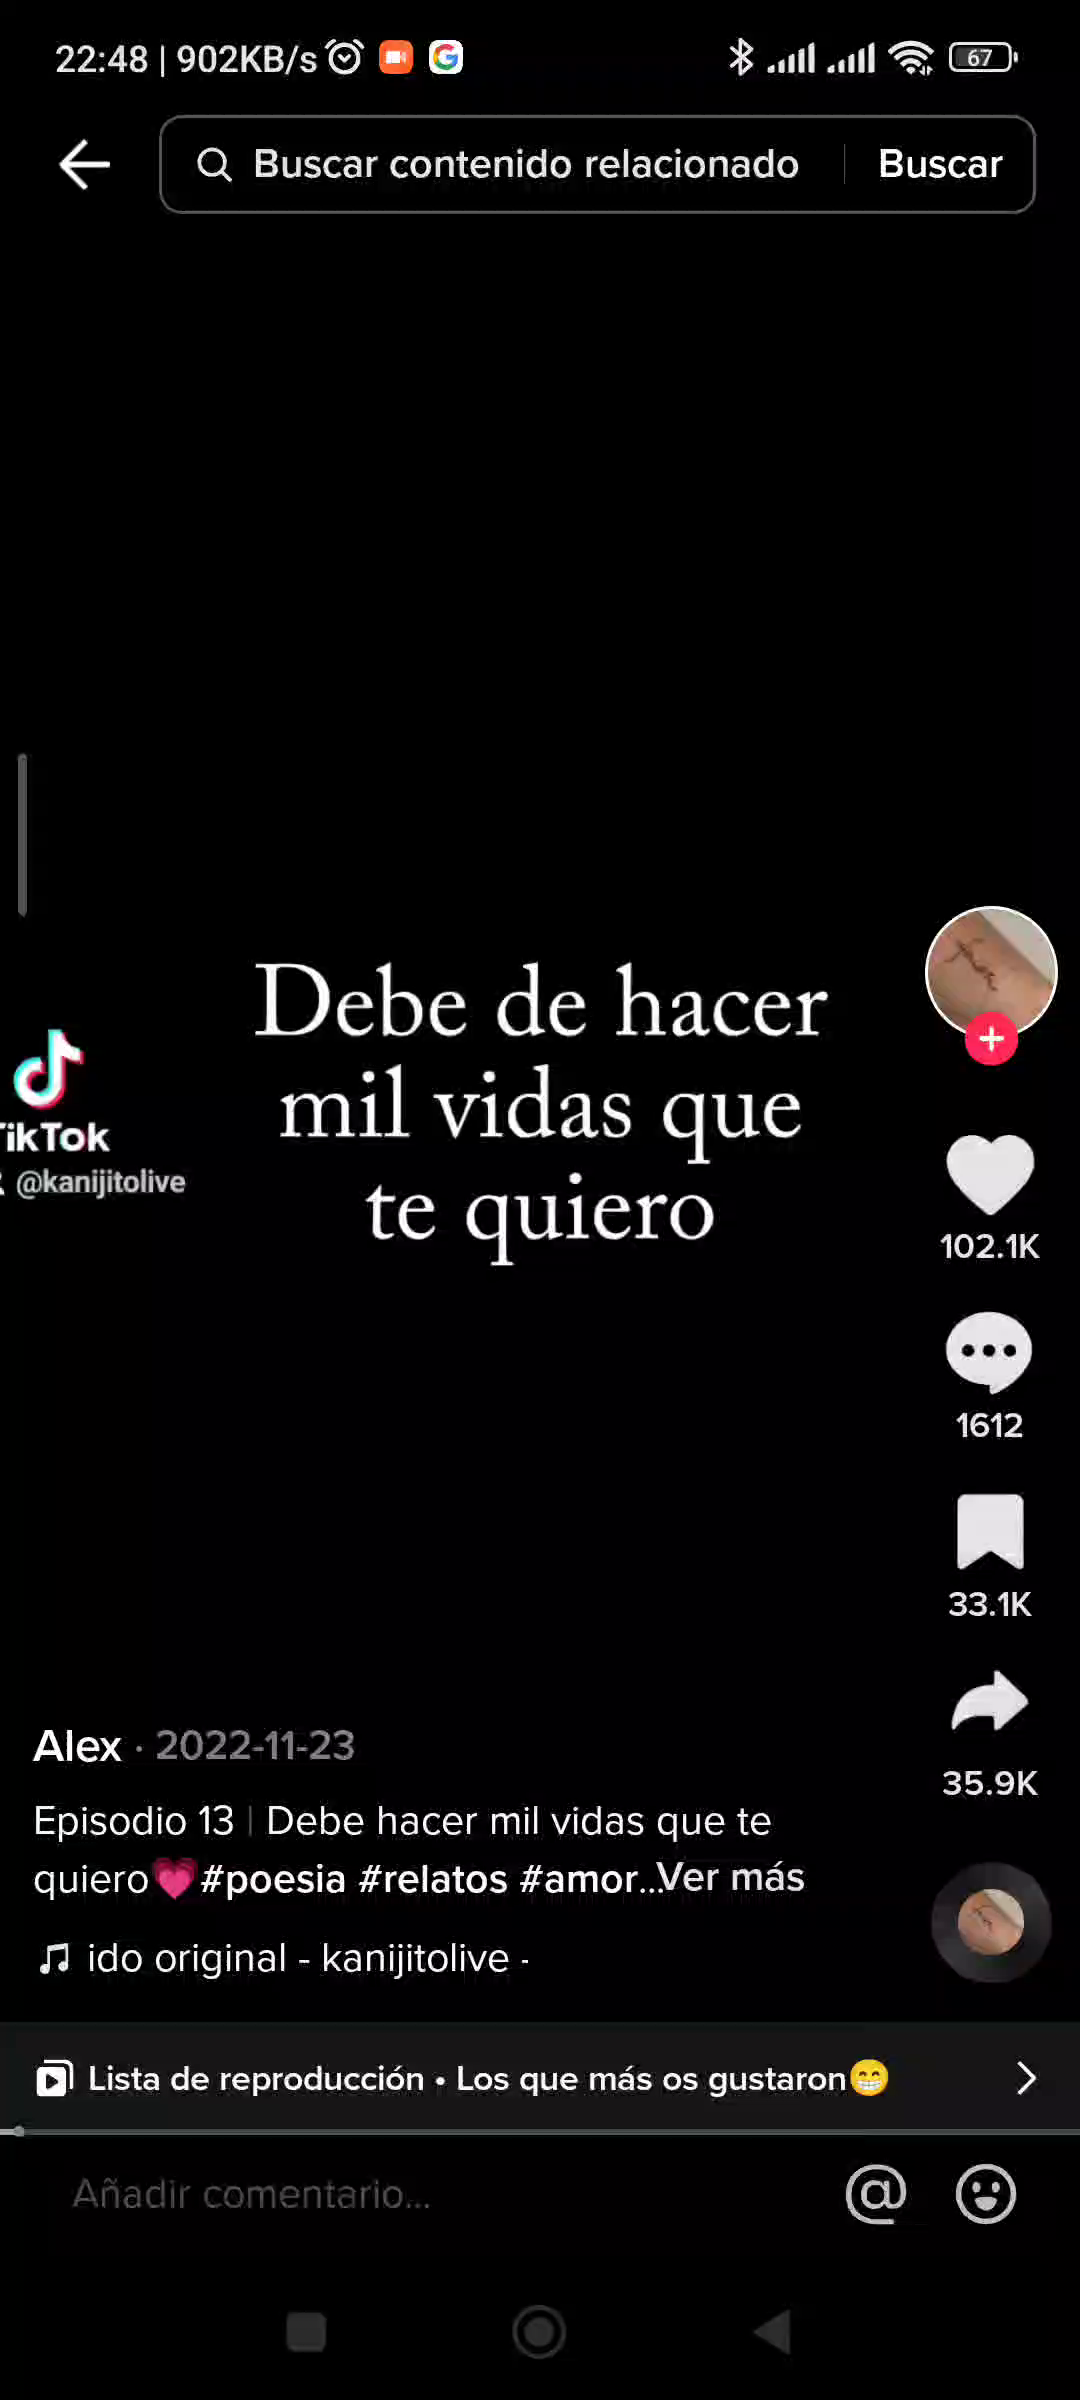 22:48 | 902KB/s
67
Buscar contenido relacionado
Buscar
Debe de hacer
mil vidas que
te quiero
TikTok
@kanijitolive
102.1K
1612
33.1K
35.9K
Alex · 2022-11-23
Episodio 13 | Debe hacer mil vidas que te
quiero💗#poesia #relatos #amor...Ver más
ido original - kanijitolive -
Lista de reproducción • Los que más os gustaron😁
Añadir comentario...